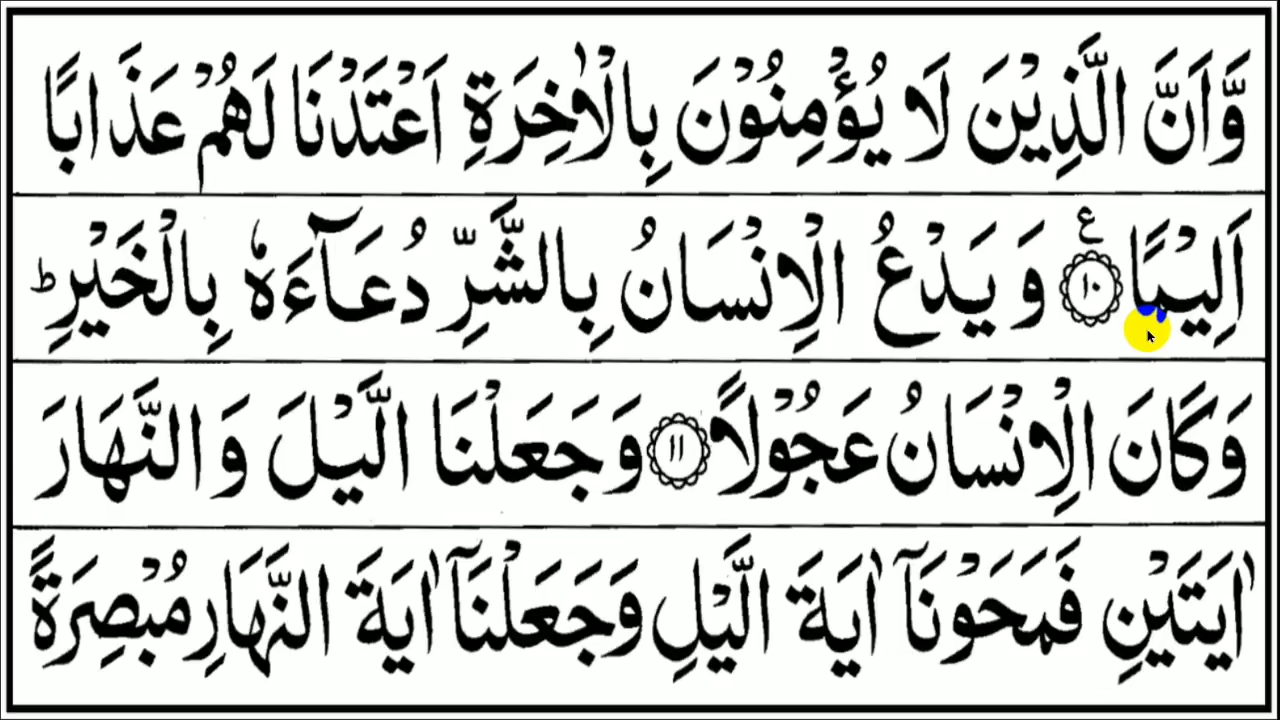 وَّاَنَّ الَّذِيْنَ لَا يُؤْمِنُوْنَ بِالْاٰخِرَةِ اَعْتَدْنَا لَهُمْ عَذَابًا
اَلِيْمًا ۧ﴿۱۰﴾ وَ يَدْعُ الْاِنْسَانُ بِالشَّرِّ دُعَآءَهٗ بِالْخَيْرِ ؕ
وَكَانَ الْاِنْسَانُ عَجُوْلًا ﴿۱۱﴾ وَجَعَلْنَا الَّيْلَ وَ النَّهَارَ
اٰيَتَيْنِ فَمَحَوْنَآ اٰيَةَ الَّيْلِ وَجَعَلْنَآ اٰيَةَ النَّهَارِ مُبْصِرَةً